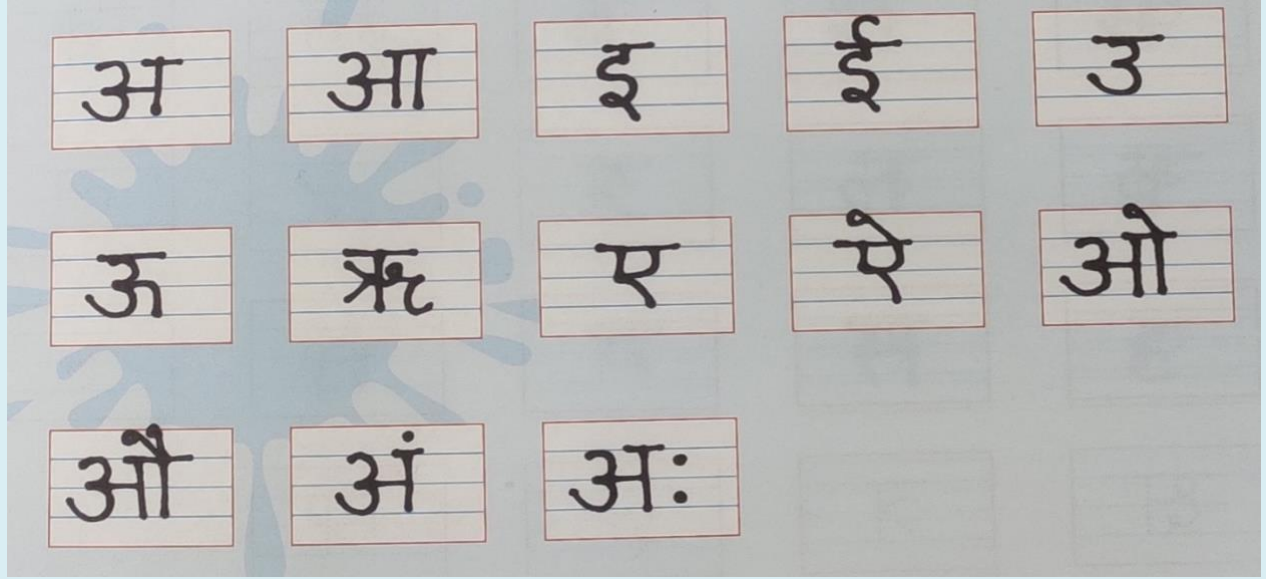 अ आ इ ई उ
ऊ ऋ ए ऐ ओ
औ अं अः